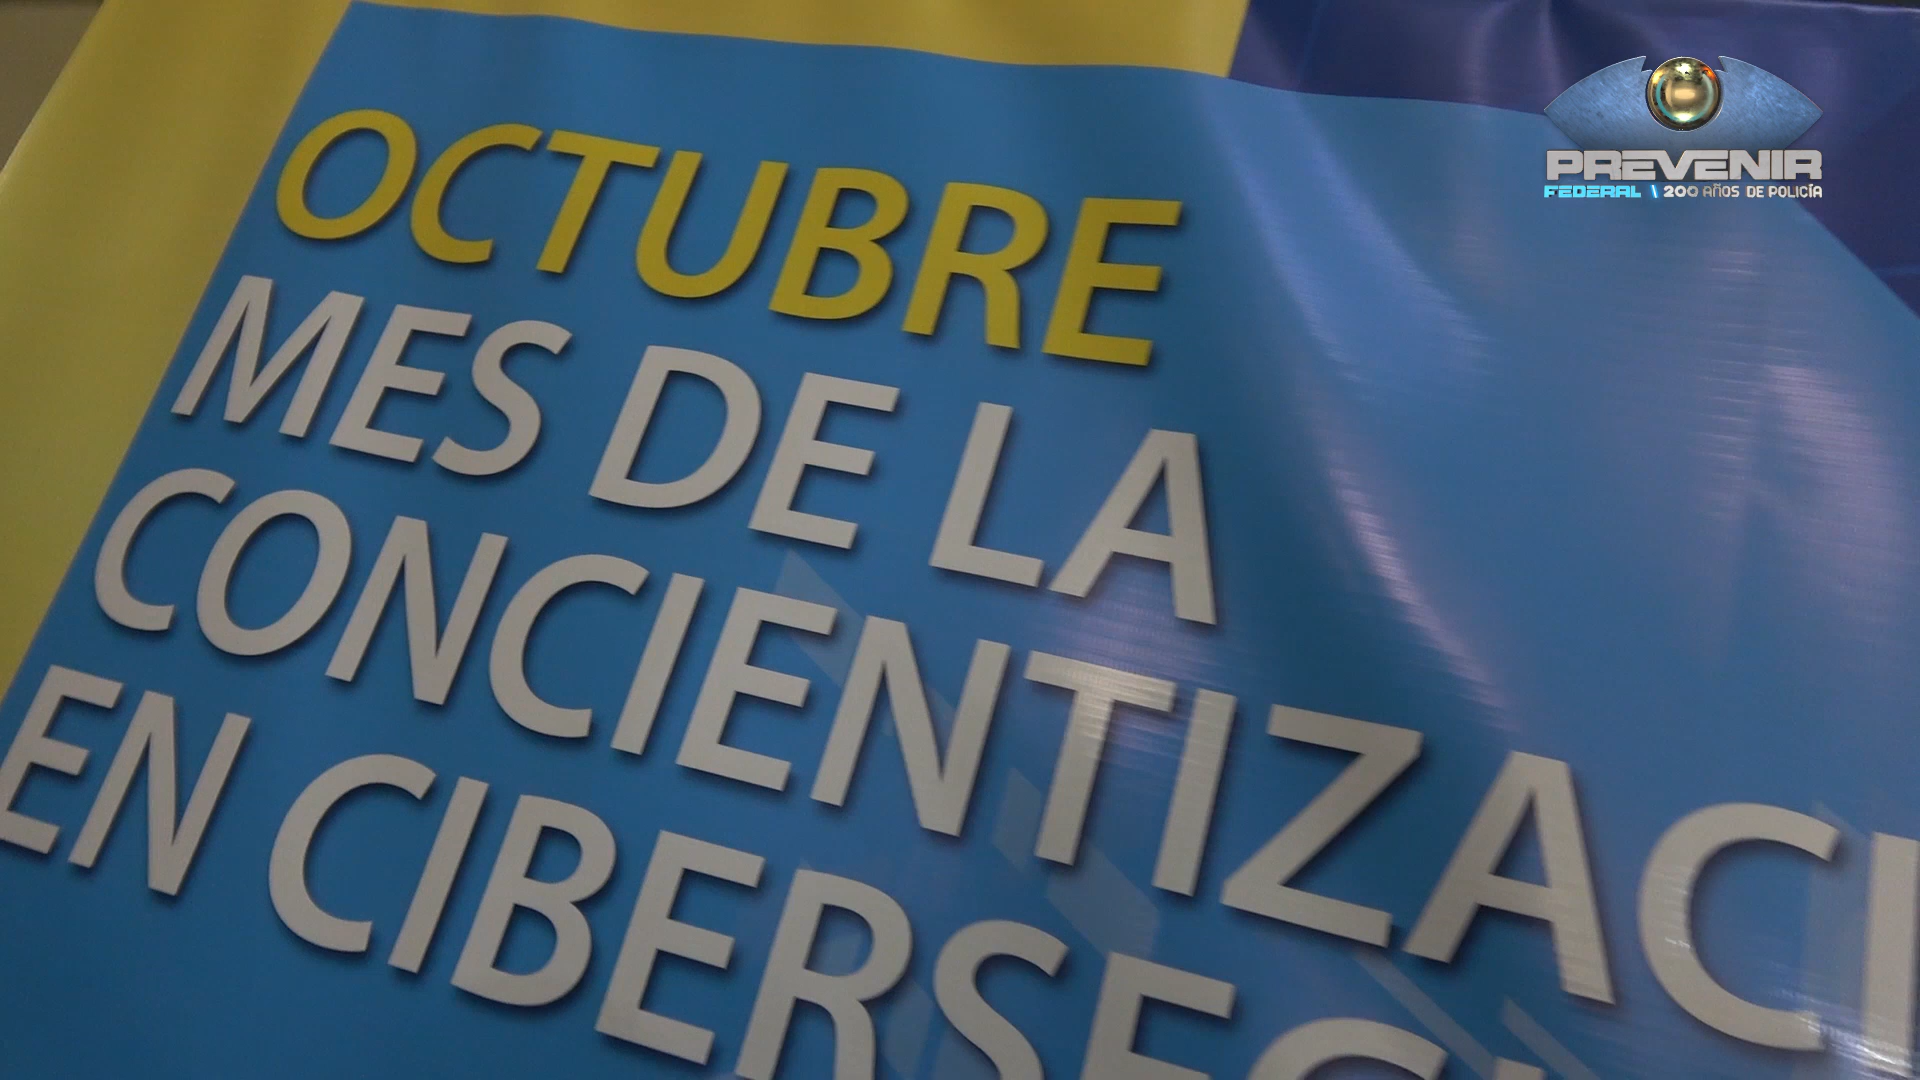 OCTUBRE
MES DE LA
CONCIENTIZACI
EN CIBERSEG
PREVENIR
FEDERAL \ 200 AÑOS DE POLICÍA